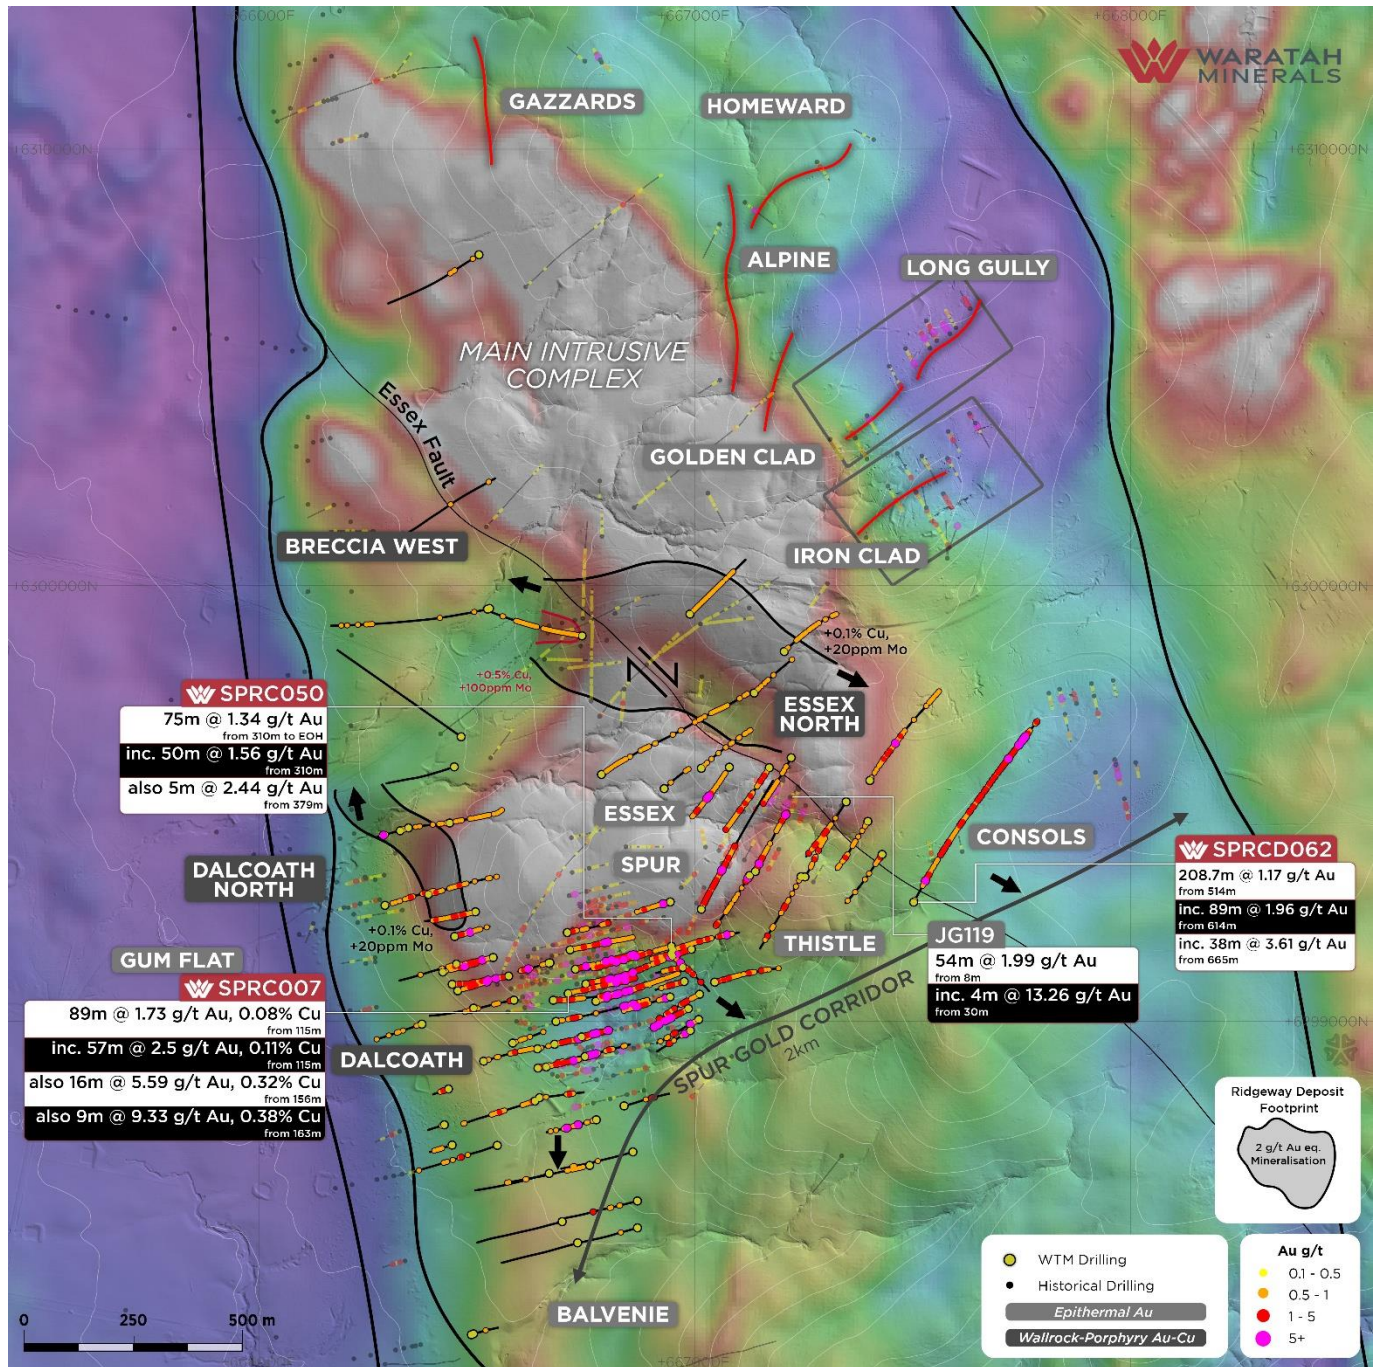 +666000E
+667000E
+668000E
WARATAH
MINERALS
GAZZARDS
HOMEWARD
+6310000N
+6310000N
ALPINE
LONG GULLY
MAIN INTRUSIVE
COMPLEX
Essex Fault
GOLDEN CLAD
BRECCIA WEST
IRON CLAD
+6300000N
+6300000N
+0.1% Cu,
+20ppm Mo
+0.5% Cu,
+100ppm Mo
SPRC050
75m @ 1.34 g/t Au
from 310m to EOH
inc. 50m @ 1.56 g/t Au
from 310m
also 5m @ 2.44 g/t Au
from 379m
ESSEX
NORTH
ESSEX
SPUR
CONSOLS
DALCOATH
NORTH
SPRCD062
208.7m @ 1.17 g/t Au
from 514m
inc. 89m @ 1.96 g/t Au
from 614m
inc. 38m @ 3.61 g/t Au
from 665m
+0.1% Cu,
+20ppm Mo
THISTLE
JG119
54m @ 1.99 g/t Au
from 8m
inc. 4m @ 13.26 g/t Au
from 30m
GUM FLAT
SPRC007
89m @ 1.73 g/t Au, 0.08% Cu
from 115m
inc. 57m @ 2.5 g/t Au, 0.11% Cu
from 115m
also 16m @ 5.59 g/t Au, 0.32% Cu
from 156m
also 9m @ 9.33 g/t Au, 0.38% Cu
from 163m
DALCOATH
SPUR GOLD CORRIDOR
2km
+6299000N
Ridgeway Deposit
Footprint
2 g/t Au eq.
Mineralisation
BALVENIE
WTM Drilling
Historical Drilling
Epithermal Au
Wallrock-Porphyry Au-Cu
Au g/t
0.1 - 0.5
0.5 - 1
1 - 5
5+
0 250 500 m
+667000E